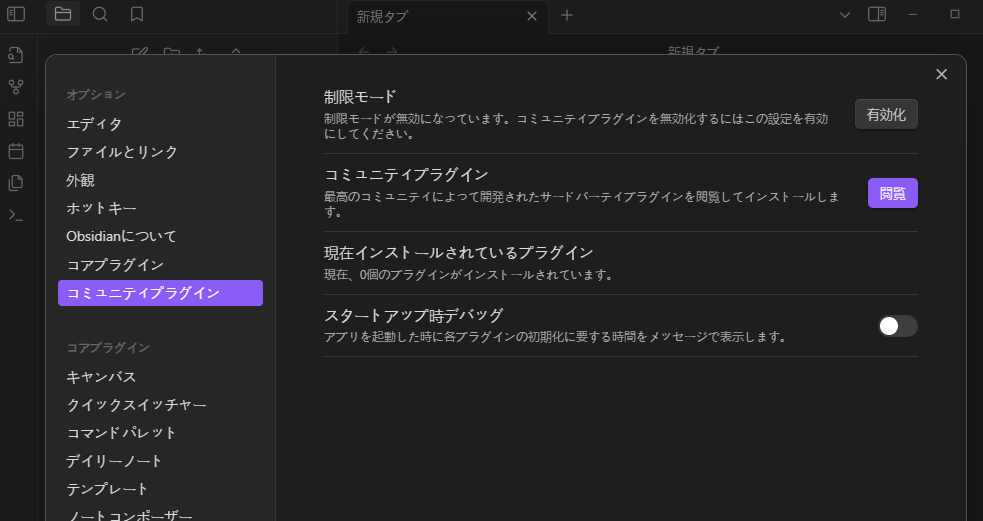 新規タブ
新規タブ
オプション
エディタ
ファイルとリンク
外観
ホットキー
Obsidianについて
コアプラグイン
コミュニティプラグイン
コアプラグイン
キャンバス
クイックスイッチャー
コマンドパレット
デイリーノート
テンプレート
ノートコンポーザー
制限モード
制限モードが無効になっています。コミュニティプラグインを無効化するにはこの設定を有効
にしてください。
有効化
コミュニティプラグイン
最高のコミュニティによって開発されたサードパーティプラグインを閲覧してインストールしま
す。
閲覧
現在インストールされているプラグイン
現在、0個のプラグインがインストールされています。
スタートアップ時デバッグ
アプリを起動した時に各プラグインの初期化に要する時間をメッセージで表示します。